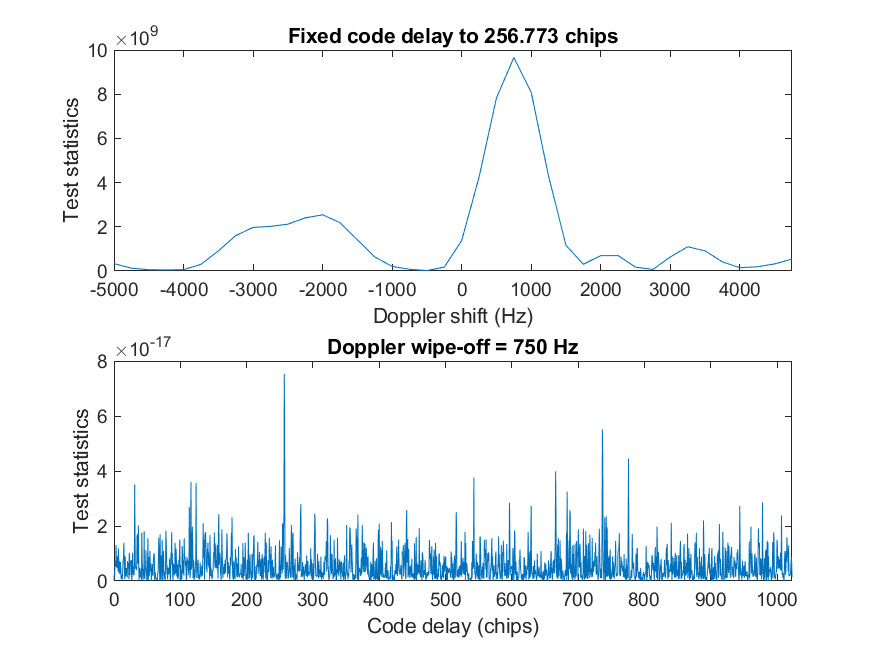 ×10^9
Fixed code delay to 256.773 chips
10
8
6
4
2
0
Test statistics
-5000 -4000 -3000 -2000 -1000 0 1000 2000 3000 4000
Doppler shift (Hz)
×10^-17
Doppler wipe-off = 750 Hz
8
6
4
2
0
Test statistics
0 100 200 300 400 500 600 700 800 900 1000
Code delay (chips)